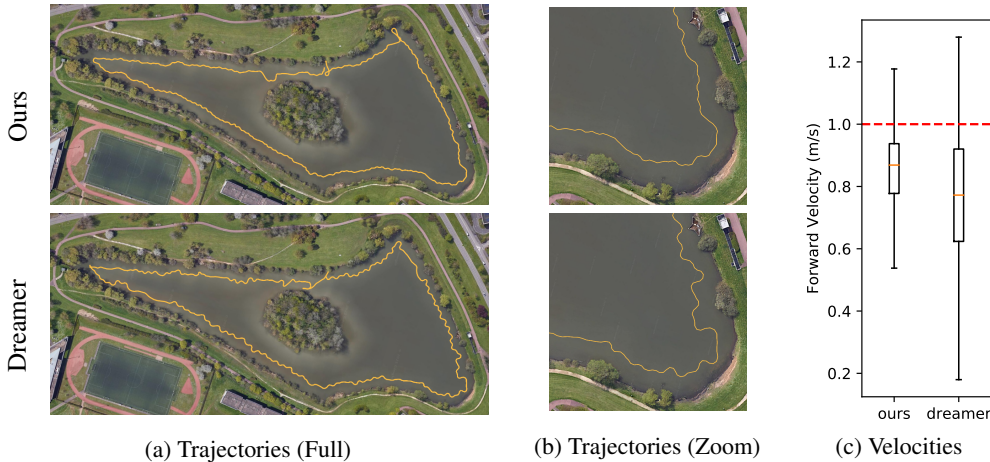 Ours
Dreamer
(a) Trajectories (Full)
(b) Trajectories (Zoom)
Forward Velocity (m/s)
1.2
1.0
0.8
0.6
0.4
0.2
ours dreamer
(c) Velocities